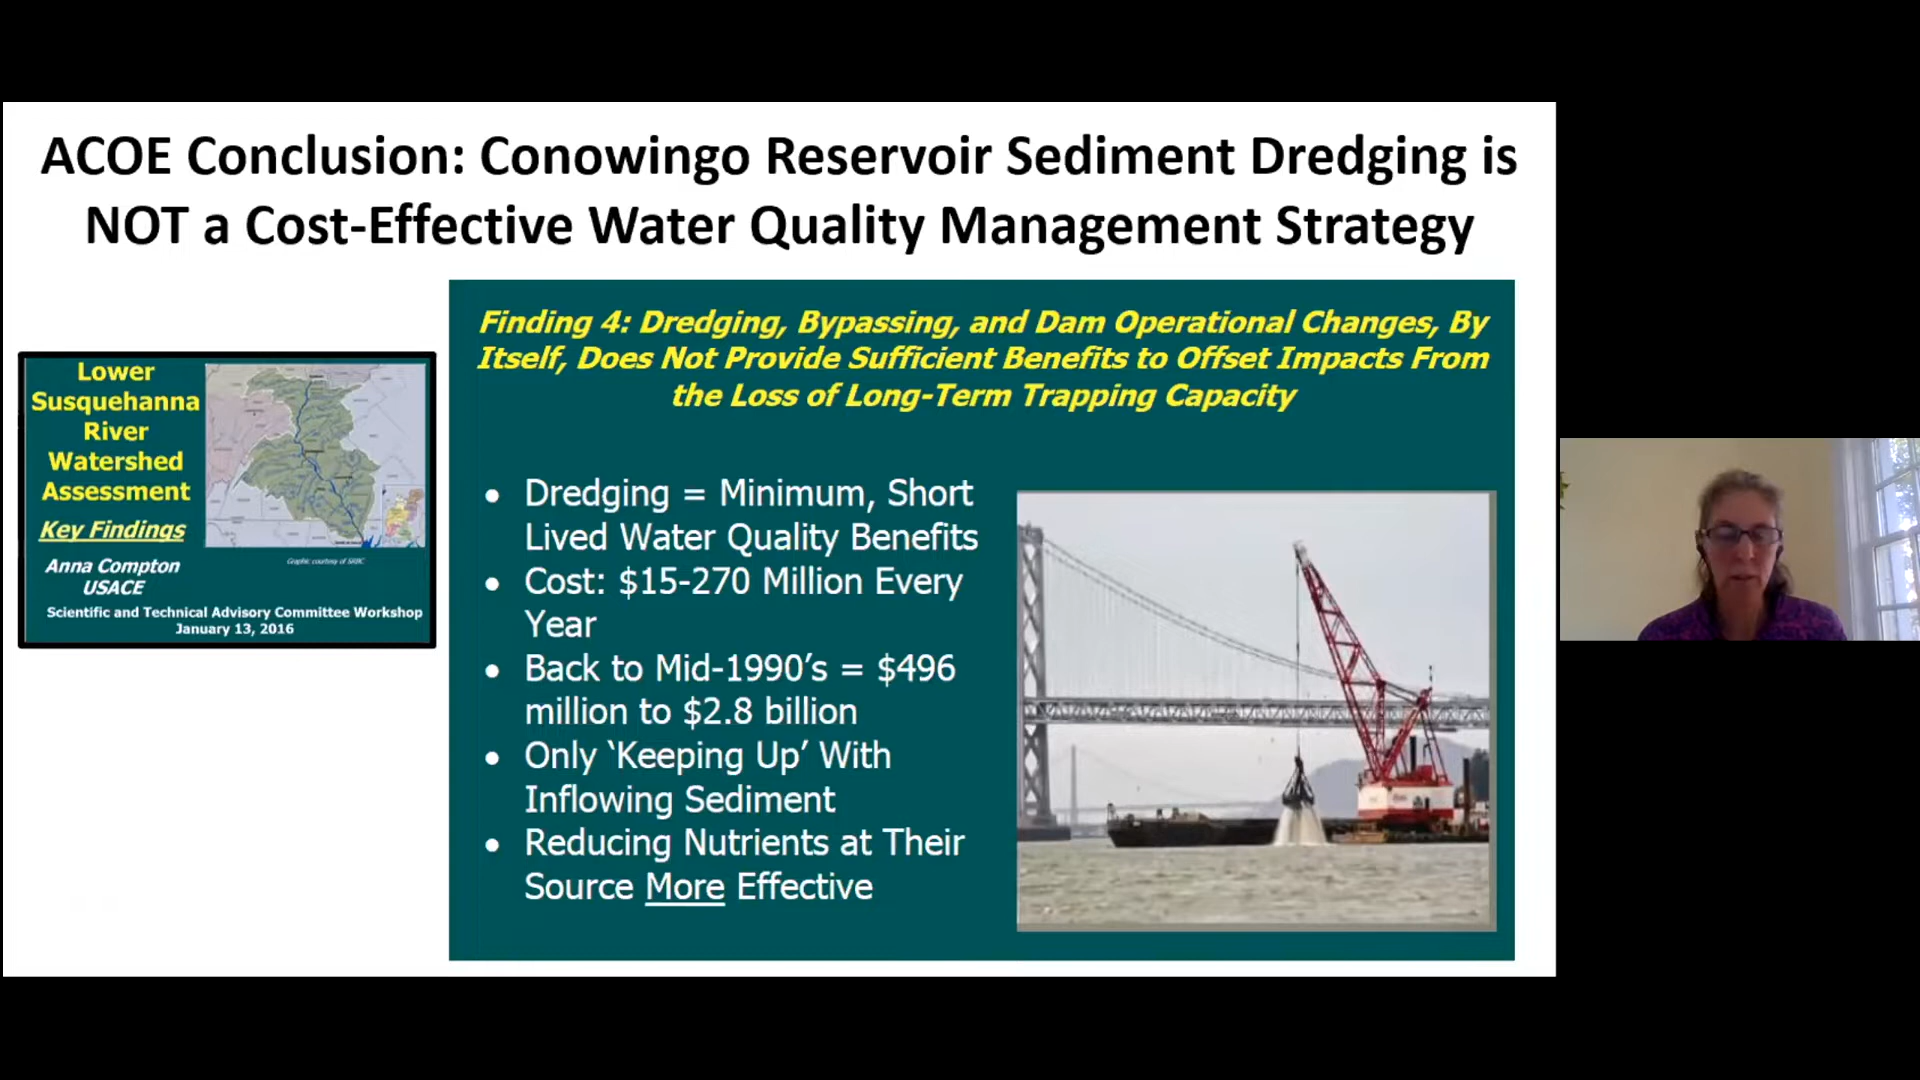 ACOE Conclusion: Conowingo Reservoir Sediment Dredging is
NOT a Cost-Effective Water Quality Management Strategy
Lower
Susquehanna
River
Watershed
Assessment
Key Findings
Anna Compton
USACE
Graphic courtesy of SRBC
Scientific and Technical Advisory Committee Workshop
January 13, 2016
Finding 4: Dredging, Bypassing, and Dam Operational Changes, By
Itself, Does Not Provide Sufficient Benefits to Offset Impacts From
the Loss of Long-Term Trapping Capacity
• Dredging = Minimum, Short
Lived Water Quality Benefits
• Cost: $15-270 Million Every
Year
• Back to Mid-1990’s = $496
million to $2.8 billion
• Only ‘Keeping Up’ With
Inflowing Sediment
• Reducing Nutrients at Their
Source More Effective